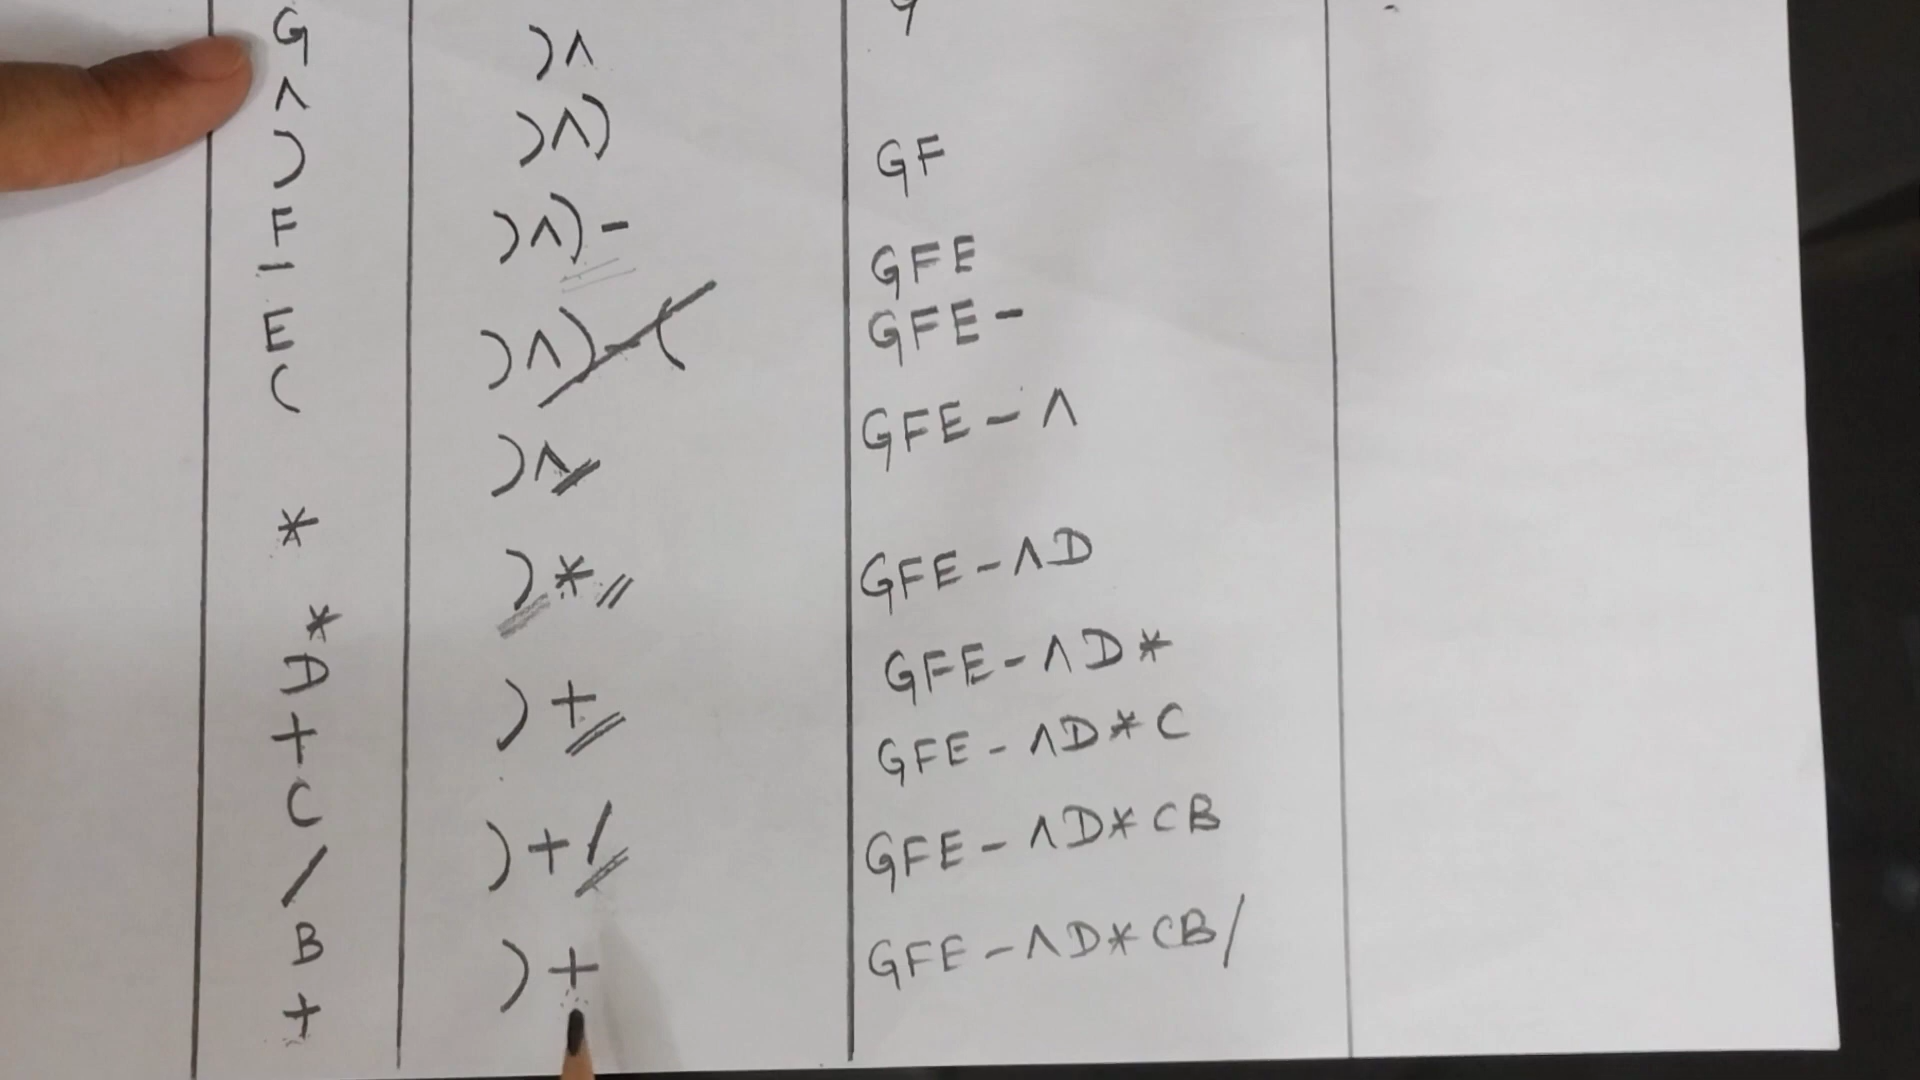 G )^
^ )^)
) GF
F )^)-
- GFE
E )^)-( GFE-
( GFE-^
)^
* )* GFE-^D
*
D GFE-^D*
+ )+ GFE-^D*C
C
/ )+/ GFE-^D*CB
B )+ GFE-^D*CB/
+